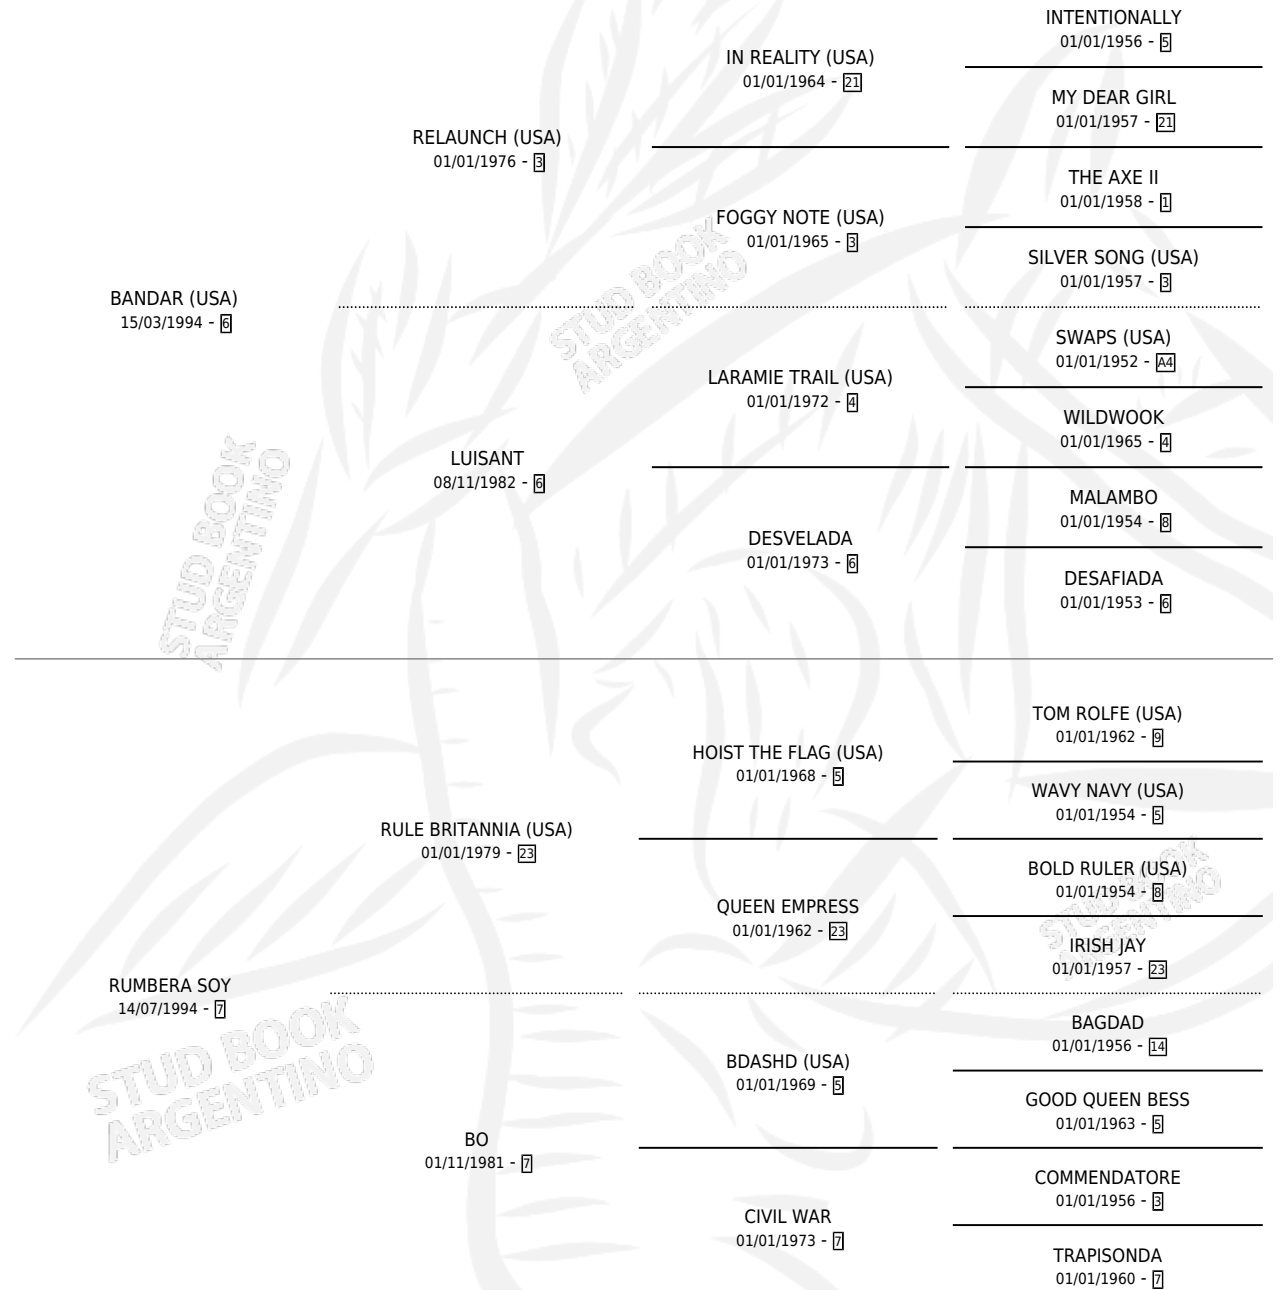 INTENTIONALLY
01/01/1956 - 5
IN REALITY (USA)
01/01/1964 - 21
MY DEAR GIRL
01/01/1957 - 21
RELAUNCH (USA)
01/01/1976 - 3
THE AXE II
01/01/1958 - 1
FOGGY NOTE (USA)
01/01/1965 - 3
SILVER SONG (USA)
01/01/1957 - 3
BANDAR (USA)
15/03/1994 - 6
SWAPS (USA)
01/01/1952 - A4
LARAMIE TRAIL (USA)
01/01/1972 - 4
WILDWOOK
01/01/1965 - 4
LUISANT
08/11/1982 - 6
MALAMBO
01/01/1954 - 8
DESVELADA
01/01/1973 - 6
DESAFIADA
01/01/1953 - 6
TOM ROLFE (USA)
01/01/1962 - 9
HOIST THE FLAG (USA)
01/01/1968 - 5
WAVY NAVY (USA)
01/01/1954 - 5
RULE BRITANNIA (USA)
01/01/1979 - 23
BOLD RULER (USA)
01/01/1954 - 8
QUEEN EMPRESS
01/01/1962 - 23
IRISH JAY
01/01/1957 - 23
RUMBERA SOY
14/07/1994 - 7
BAGDAD
01/01/1956 - 14
BDASHD (USA)
01/01/1969 - 5
GOOD QUEEN BESS
01/01/1963 - 5
BO
01/11/1981 - 7
COMMENDATORE
01/01/1956 - 3
CIVIL WAR
01/01/1973 - 7
TRAPISONDA
01/01/1960 - 7
STUD BOOK
ARGENTINO
STUD BOOK
ARGENTINO
STUD BOOK
ARGENTINO
STUD BOOK
ARGENTINO